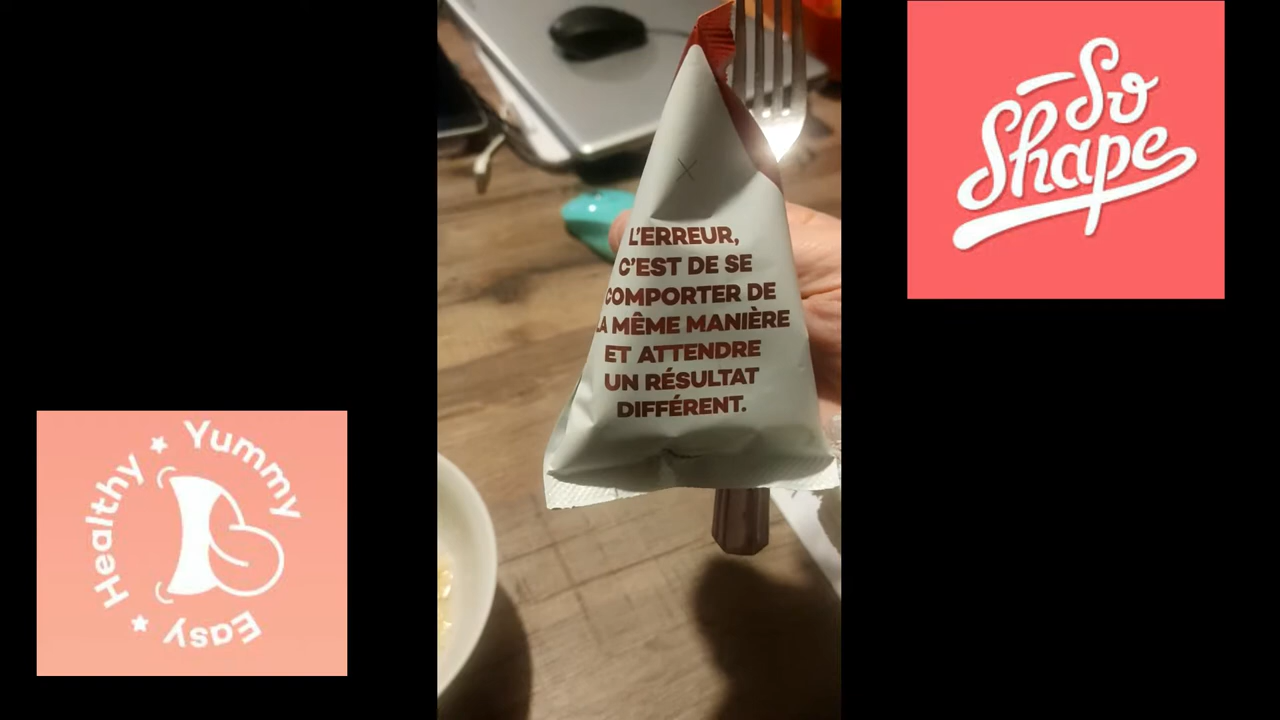 So
Shape
L'ERREUR,
C'EST DE SE
COMPORTER DE
LA MÊME MANIÈRE
ET ATTENDRE
UN RÉSULTAT
DIFFÉRENT.
Healthy ★ Yummy
★ Easy